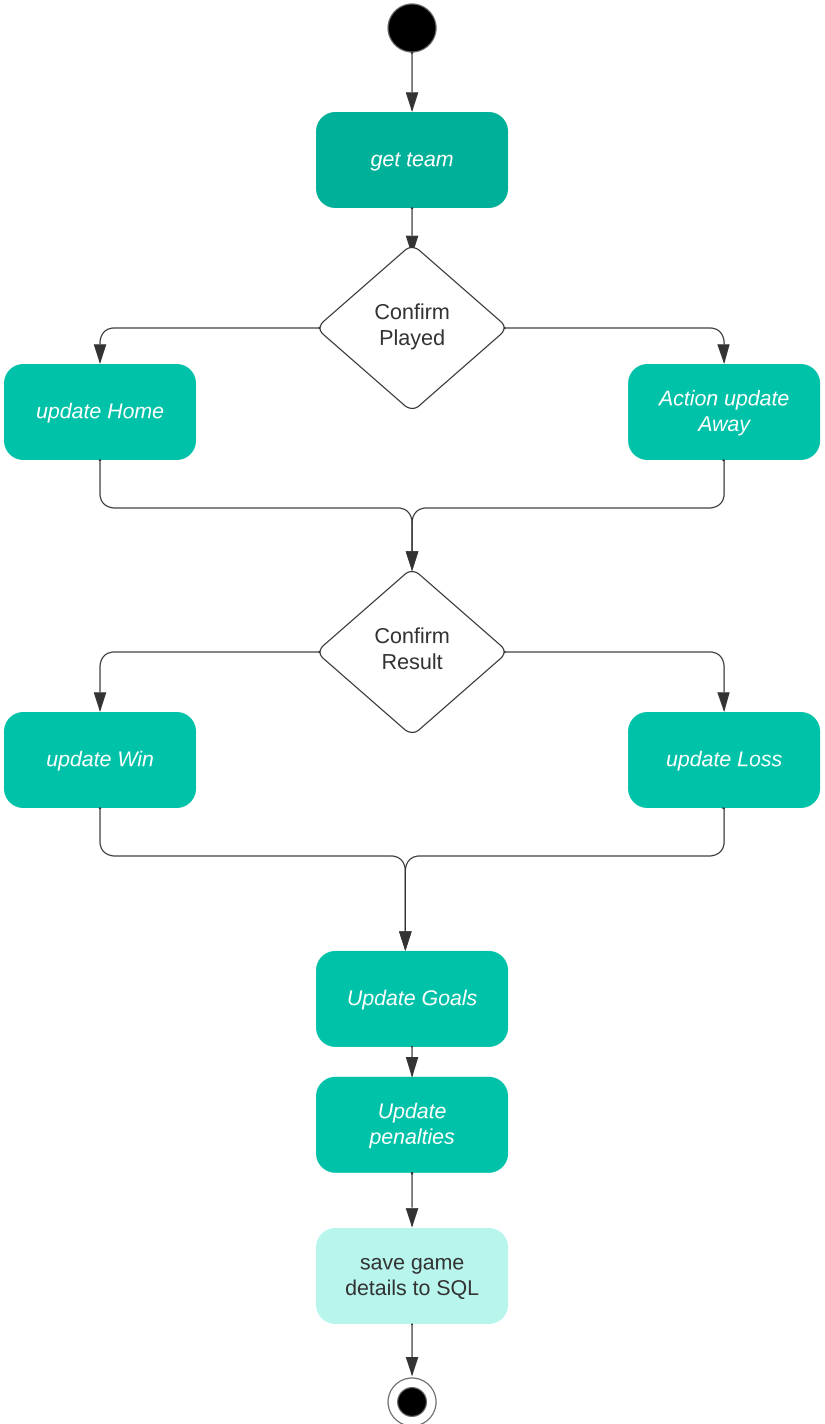 get team
Confirm
Played
update Home
Action update
Away
Confirm
Result
update Win
update Loss
Update Goals
Update
penalties
save game
details to SQL